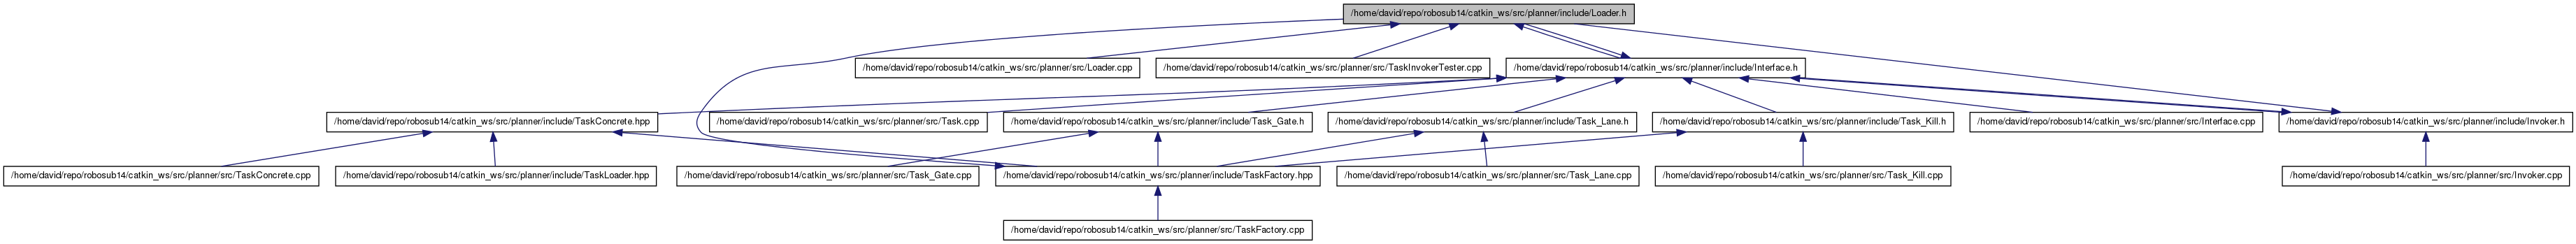 /home/david/repo/robosub14/catkin_ws/src/planner/include/Loader.h
/home/david/repo/robosub14/catkin_ws/src/planner/src/Loader.cpp
/home/david/repo/robosub14/catkin_ws/src/planner/src/TaskInvokerTester.cpp
/home/david/repo/robosub14/catkin_ws/src/planner/include/Interface.h
/home/david/repo/robosub14/catkin_ws/src/planner/include/TaskConcrete.hpp
/home/david/repo/robosub14/catkin_ws/src/planner/src/Task.cpp
/home/david/repo/robosub14/catkin_ws/src/planner/include/Task_Gate.h
/home/david/repo/robosub14/catkin_ws/src/planner/include/Task_Lane.h
/home/david/repo/robosub14/catkin_ws/src/planner/include/Task_Kill.h
/home/david/repo/robosub14/catkin_ws/src/planner/src/Interface.cpp
/home/david/repo/robosub14/catkin_ws/src/planner/include/Invoker.h
/home/david/repo/robosub14/catkin_ws/src/planner/src/TaskConcrete.cpp
/home/david/repo/robosub14/catkin_ws/src/planner/include/TaskLoader.hpp
/home/david/repo/robosub14/catkin_ws/src/planner/src/Task_Gate.cpp
/home/david/repo/robosub14/catkin_ws/src/planner/include/TaskFactory.hpp
/home/david/repo/robosub14/catkin_ws/src/planner/src/Task_Lane.cpp
/home/david/repo/robosub14/catkin_ws/src/planner/src/Task_Kill.cpp
/home/david/repo/robosub14/catkin_ws/src/planner/src/Invoker.cpp
/home/david/repo/robosub14/catkin_ws/src/planner/src/TaskFactory.cpp